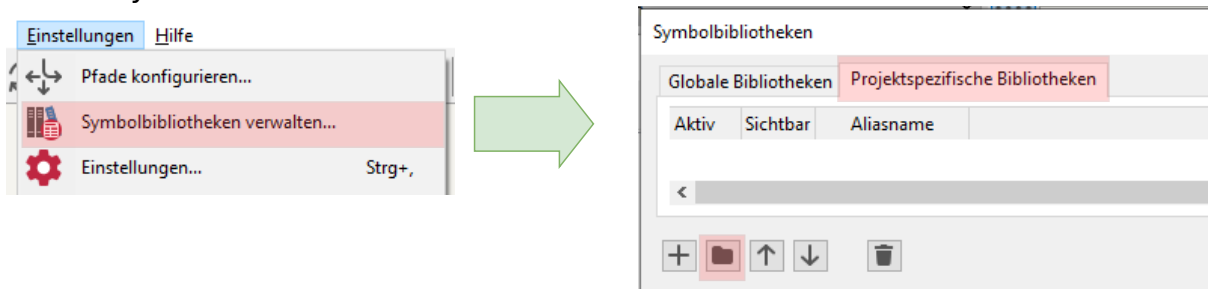 Einstellungen Hilfe
Pfade konfigurieren...
Symbolbibliotheken verwalten...
Einstellungen... Strg+,
Symbolbibliotheken
Globale Bibliotheken Projektspezifische Bibliotheken
Aktiv Sichtbar Aliasname